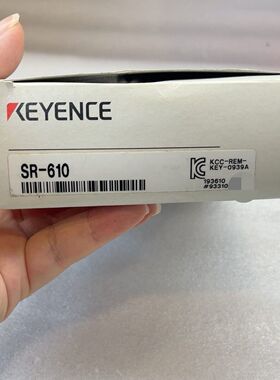 KEYENCE
SR-610
KCC-REM-
KEY-0939A
193610
#93310